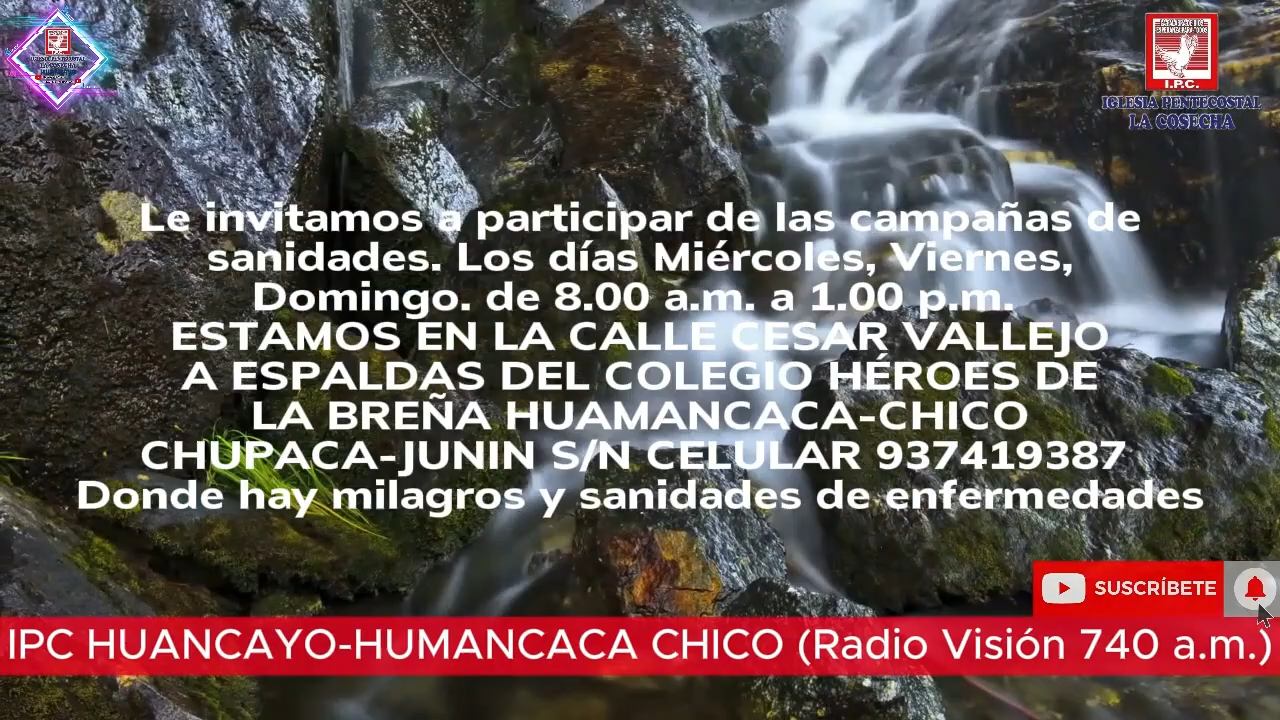 I.P.C.
IGLESIA PENTECOSTAL
LA COSECHA
Le invitamos a participar de las campañas de
sanidades. Los días Miércoles, Viernes,
Domingo. de 8.00 a.m. a 1.00 p.m.
ESTAMOS EN LA CALLE CESAR VALLEJO
A ESPALDAS DEL COLEGIO HÉROES DE
LA BREÑA HUAMANCACA-CHICO
CHUPACA-JUNIN S/N CELULAR 937419387
Donde hay milagros y sanidades de enfermedades
SUSCRÍBETE
IPC HUANCAYO-HUMANCACA CHICO (Radio Visión 740 a.m.)